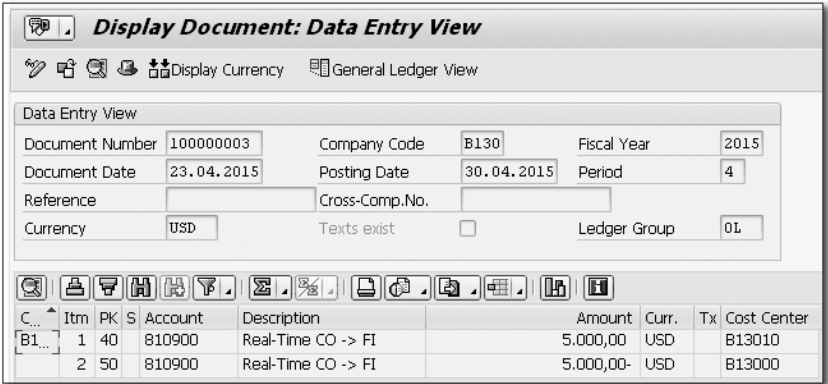 Display Document: Data Entry View
Display Currency General Ledger View
Data Entry View
Document Number 100000003 Company Code B130 Fiscal Year 2015
Document Date 23.04.2015 Posting Date 30.04.2015 Period 4
Reference Cross-Comp.No.
Currency USD Texts exist Ledger Group 0L
C... Itm PK S Account Description Amount Curr. Tx Cost Center
B1... 1 40 810900 Real-Time CO -> FI 5.000,00 USD B13010
2 50 810900 Real-Time CO -> FI 5.000,00- USD B13000